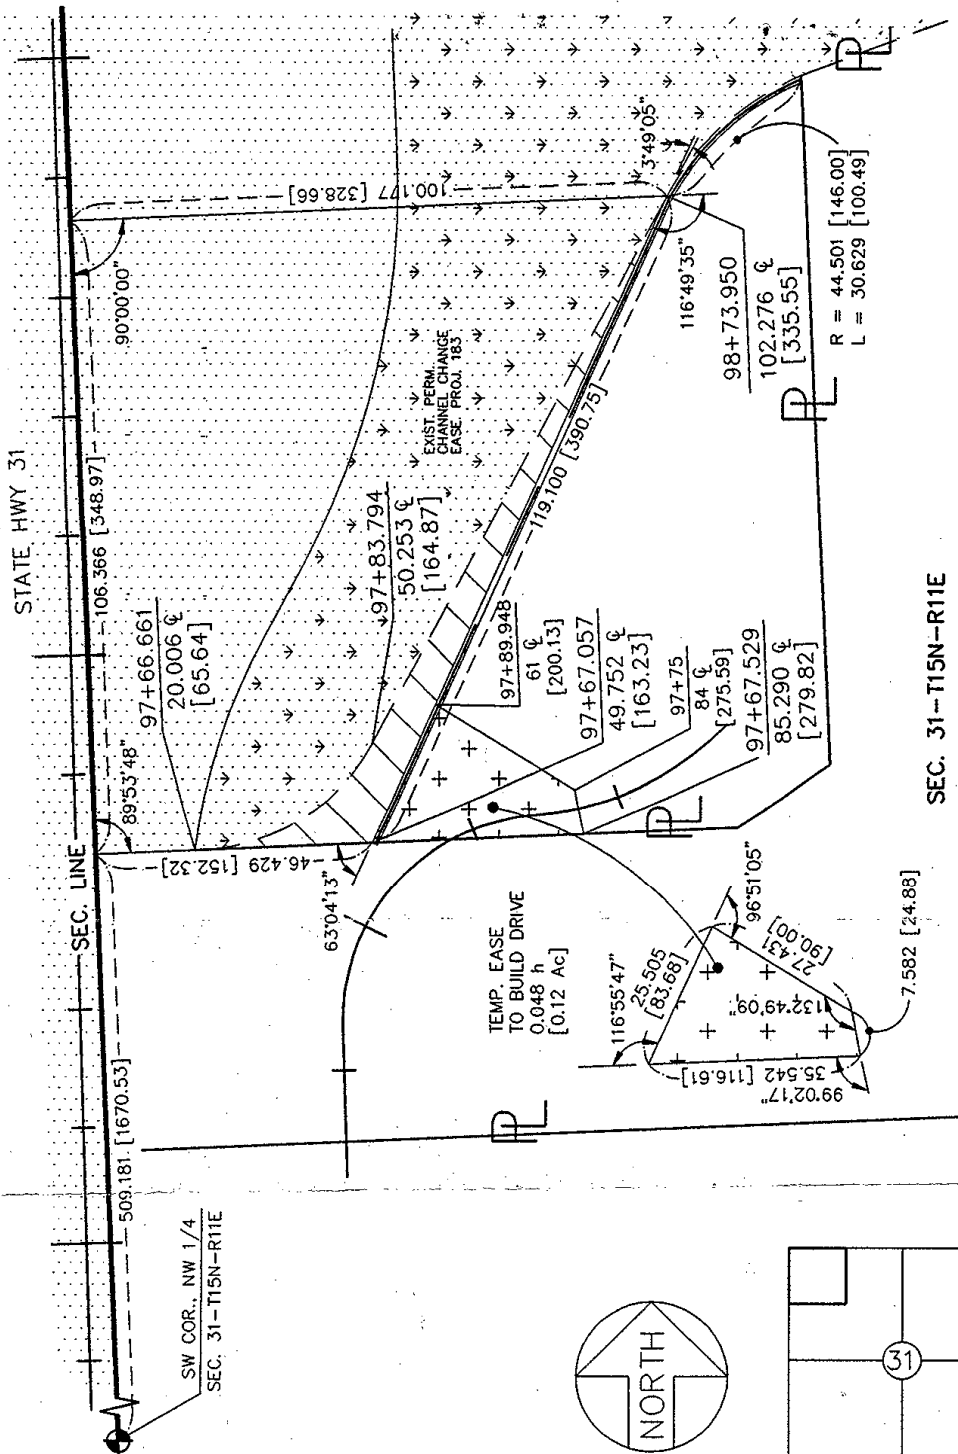 STATE HWY 31
SEC. LINE
509.181 [1670.53]
106.366 [348.97]
90°00'00"
89°53'48"
100.177 [328.66]
97+66.661
20.006 ℄
[65.64]
46.429 [152.32]
63°04'13"
EXIST. PERM.
CHANNEL CHANGE
EASE. PROJ. 183
97+83.794
50.253 ℄
[164.87]
119.100 [390.75]
3°49'05"
116°49'35"
98+73.950
102.276 ℄
[335.55]
R = 44.501 [146.00]
L = 30.629 [100.49]
97+89.948
61 ℄
[200.13]
97+67.057
49.752 ℄
[163.23]
97+75
84 ℄
[275.59]
97+67.529
85.290 ℄
[279.82]
PL
PL
PL
PL
SW COR., NW 1/4
SEC. 31-T15N-R11E
TEMP. EASE
TO BUILD DRIVE
0.048 h
[0.12 Ac]
116°55'47"
25.505
[83.68]
96°51'05"
27.431
[90.00]
132°49'09"
7.582 [24.88]
35.542 [116.61]
99°02'17"
SEC. 31-T15N-R11E
NORTH
31